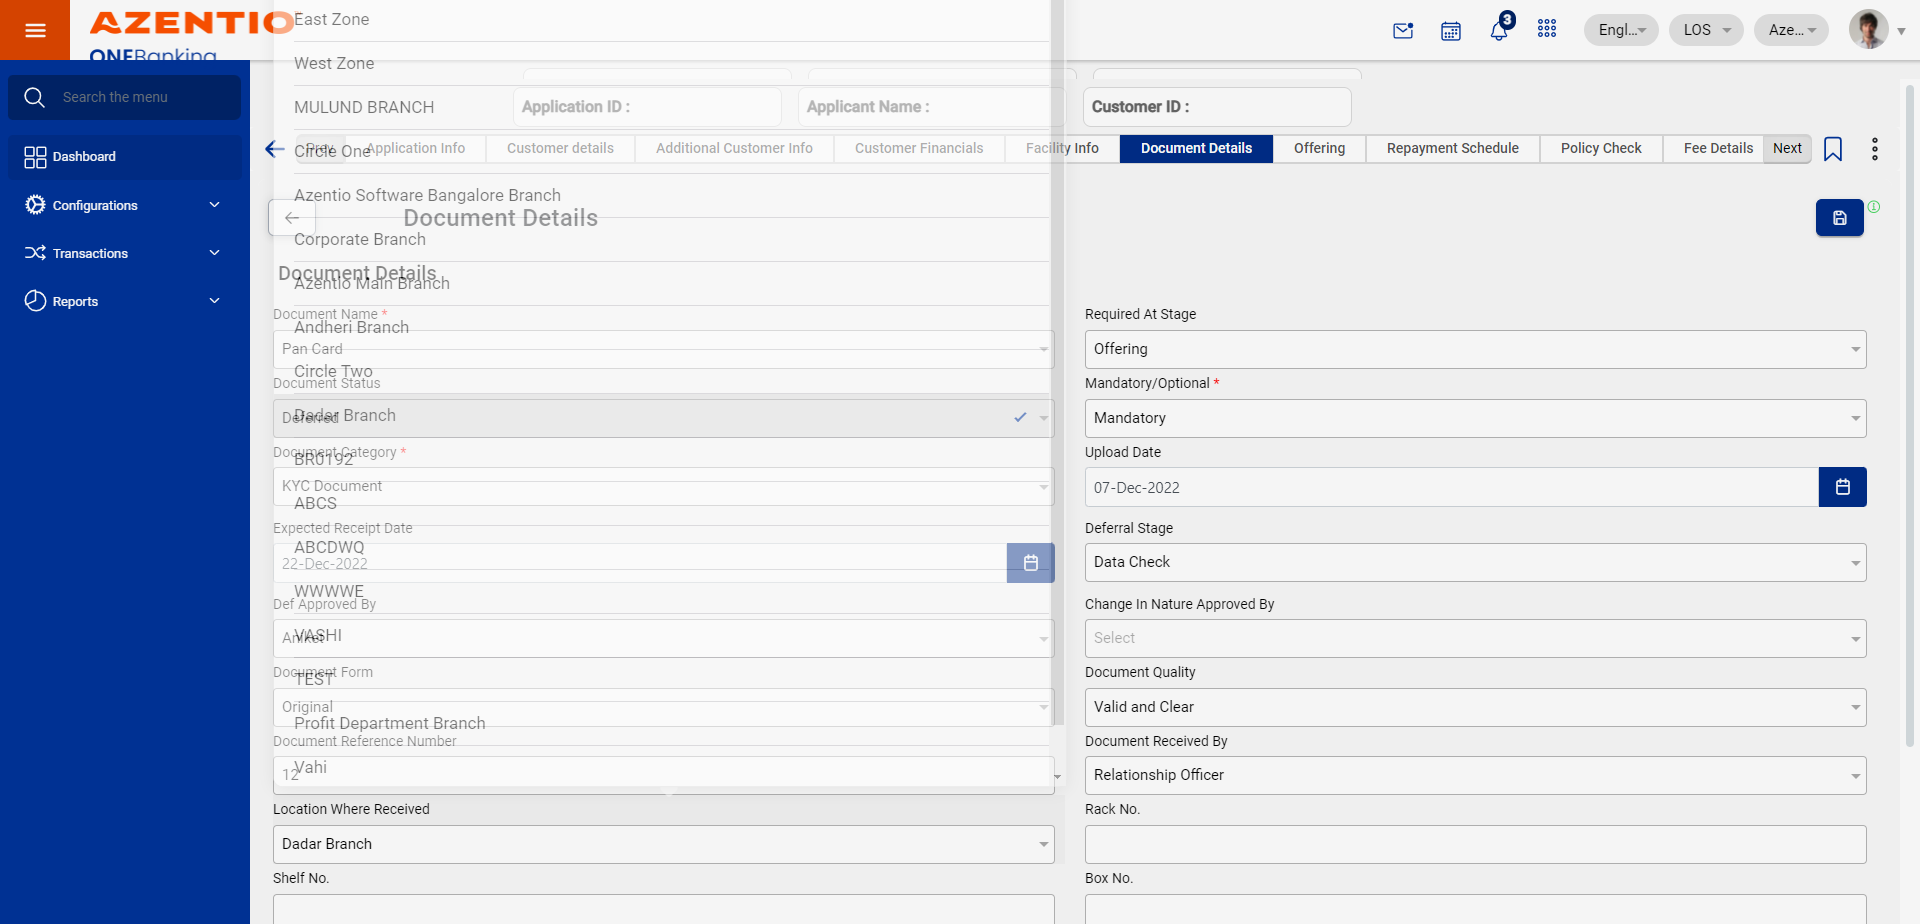 AZENTIO
ONEBanking
East Zone
3
Engl...
LOS
Aze...
West Zone
Search the menu
MULUND BRANCH
Application ID :
Applicant Name :
Customer ID :
Prev
Circle One
Application Info
Customer details
Additional Customer Info
Customer Financials
Facility Info
Document Details
Offering
Repayment Schedule
Policy Check
Fee Details
Next
Dashboard
Configurations
Transactions
Reports
Azentio Software Bangalore Branch
Document Details
Corporate Branch
Document Details
Azentio Main Branch
Document Name *
Required At Stage
Andheri Branch
Pan Card
Offering
Circle Two
Document Status
Mandatory/Optional *
Dadar Branch
Deferred
Mandatory
Document Category *
Upload Date
BR0192
KYC Document
07-Dec-2022
ABCS
Expected Receipt Date
Deferral Stage
ABCDWQ
22-Dec-2022
Data Check
WWWWE
Def Approved By
Change In Nature Approved By
VASHI
Aniket
Select
Document Form
Document Quality
TEST
Original
Valid and Clear
Profit Department Branch
Document Reference Number
Document Received By
Vahi
12
Relationship Officer
Location Where Received
Rack No.
Dadar Branch
Shelf No.
Box No.